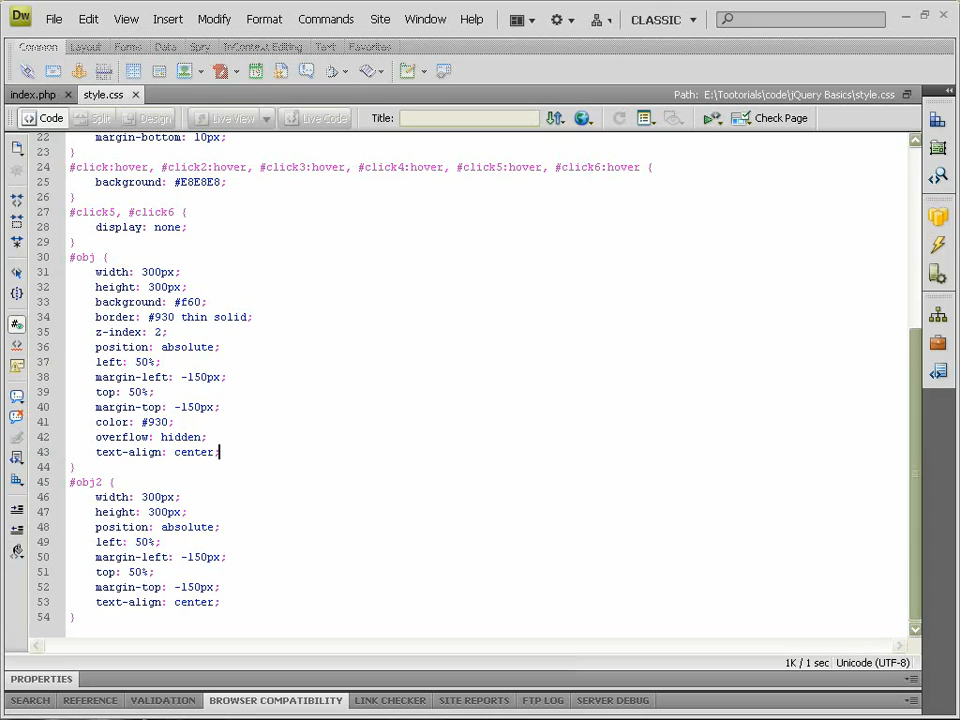 Dw File Edit View Insert Modify Format Commands Site Window Help CLASSIC
Common Layout Forms Data Spry InContext Editing Text Favorites
index.php style.css Path: E:\Tootorials\code\jQuery Basics\style.css
Code Split Design Live View Live Code Title: Check Page
22 margin-bottom: 10px;
23 }
24 #click:hover, #click2:hover, #click3:hover, #click4:hover, #click5:hover, #click6:hover {
25 background: #E8E8E8;
26 }
27 #click5, #click6 {
28 display: none;
29 }
30 #obj {
31 width: 300px;
32 height: 300px;
33 background: #f60;
34 border: #930 thin solid;
35 z-index: 2;
36 position: absolute;
37 left: 50%;
38 margin-left: -150px;
39 top: 50%;
40 margin-top: -150px;
41 color: #930;
42 overflow: hidden;
43 text-align: center;
44 }
45 #obj2 {
46 width: 300px;
47 height: 300px;
48 position: absolute;
49 left: 50%;
50 margin-left: -150px;
51 top: 50%;
52 margin-top: -150px;
53 text-align: center;
54 }
1K / 1 sec Unicode (UTF-8)
PROPERTIES
SEARCH REFERENCE VALIDATION BROWSER COMPATIBILITY LINK CHECKER SITE REPORTS FTP LOG SERVER DEBUG